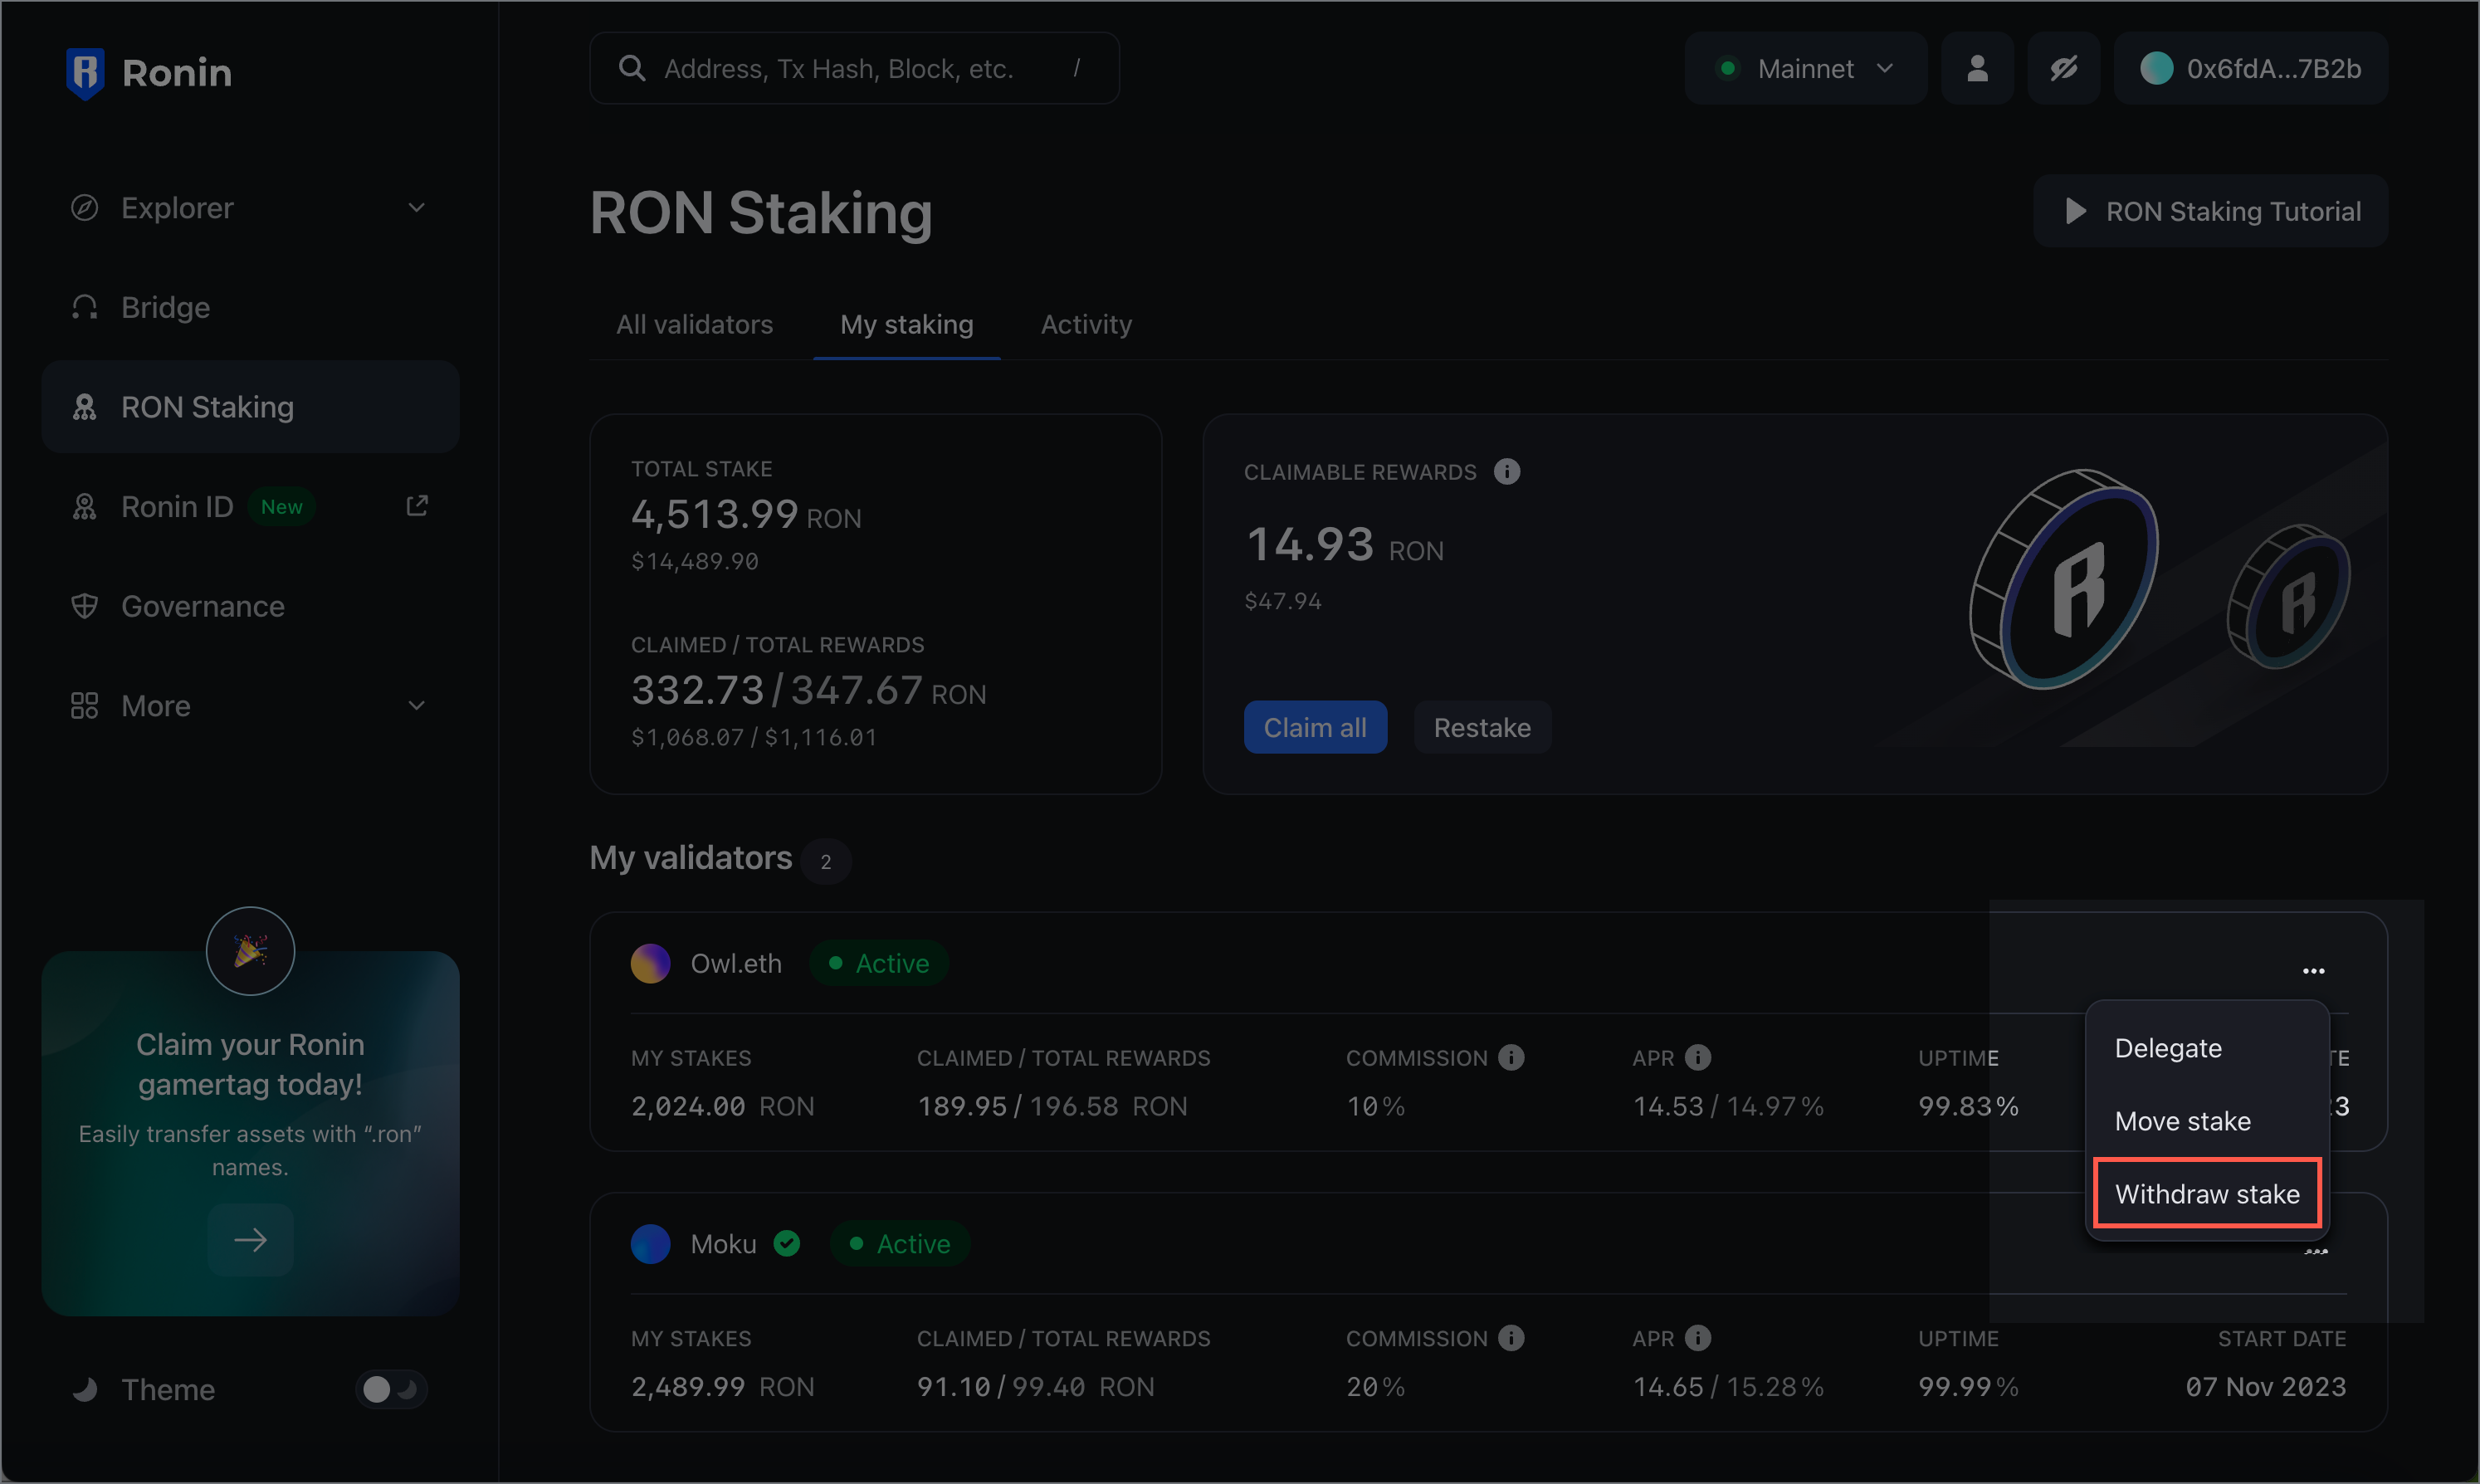 Ronin
Address, Tx Hash, Block, etc. /
Mainnet
0x6fdA...7B2b
Explorer
Bridge
RON Staking
Ronin ID New
Governance
More
Claim your Ronin
gamertag today!
Easily transfer assets with “.ron”
names.
Theme
RON Staking
RON Staking Tutorial
All validators My staking Activity
TOTAL STAKE
4,513.99 RON
$14,489.90
CLAIMED / TOTAL REWARDS
332.73 / 347.67 RON
$1,068.07 / $1,116.01
CLAIMABLE REWARDS
14.93 RON
$47.94
Claim all Restake
My validators 2
Owl.eth Active
MY STAKES CLAIMED / TOTAL REWARDS COMMISSION APR UPTIME
2,024.00 RON 189.95 / 196.58 RON 10% 14.53 / 14.97% 99.83%
Delegate
Move stake
Withdraw stake
Moku Active
MY STAKES CLAIMED / TOTAL REWARDS COMMISSION APR UPTIME START DATE
2,489.99 RON 91.10 / 99.40 RON 20% 14.65 / 15.28% 99.99% 07 Nov 2023